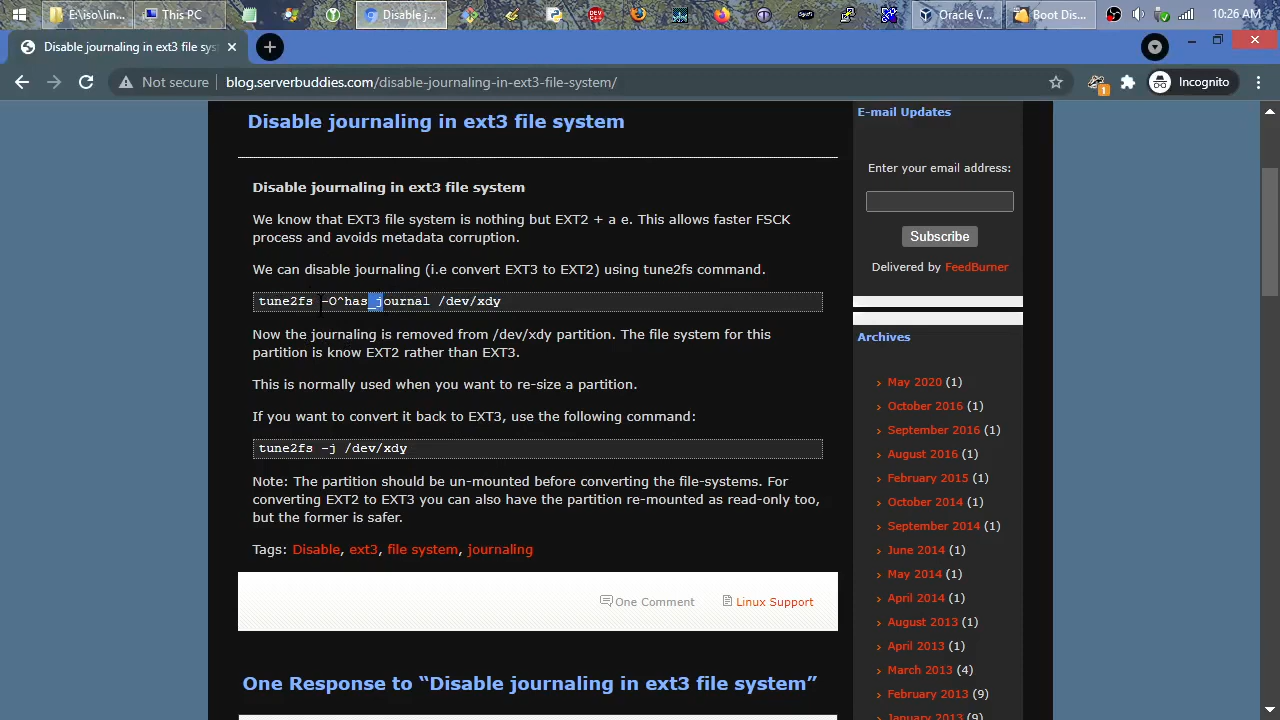 E:\iso\lin...
This PC
Disable j...
Oracle V...
Boot Dis...
10:26 AM
Disable journaling in ext3 file sys
Not secure
blog.serverbuddies.com/disable-journaling-in-ext3-file-system/
1
Incognito
Disable journaling in ext3 file system
Disable journaling in ext3 file system
We know that EXT3 file system is nothing but EXT2 + a e. This allows faster FSCK
process and avoids metadata corruption.
We can disable journaling (i.e convert EXT3 to EXT2) using tune2fs command.
tune2fs -O^has_journal /dev/xdy
Now the journaling is removed from /dev/xdy partition. The file system for this
partition is know EXT2 rather than EXT3.
This is normally used when you want to re-size a partition.
If you want to convert it back to EXT3, use the following command:
tune2fs -j /dev/xdy
Note: The partition should be un-mounted before converting the file-systems. For
converting EXT2 to EXT3 you can also have the partition re-mounted as read-only too,
but the former is safer.
Tags: Disable, ext3, file system, journaling
One Comment
Linux Support
One Response to “Disable journaling in ext3 file system”
E-mail Updates
Enter your email address:
Subscribe
Delivered by FeedBurner
Archives
May 2020 (1)
October 2016 (1)
September 2016 (1)
August 2016 (1)
February 2015 (1)
October 2014 (1)
September 2014 (1)
June 2014 (1)
May 2014 (1)
April 2014 (1)
August 2013 (1)
April 2013 (1)
March 2013 (4)
February 2013 (9)
January 2013 (9)